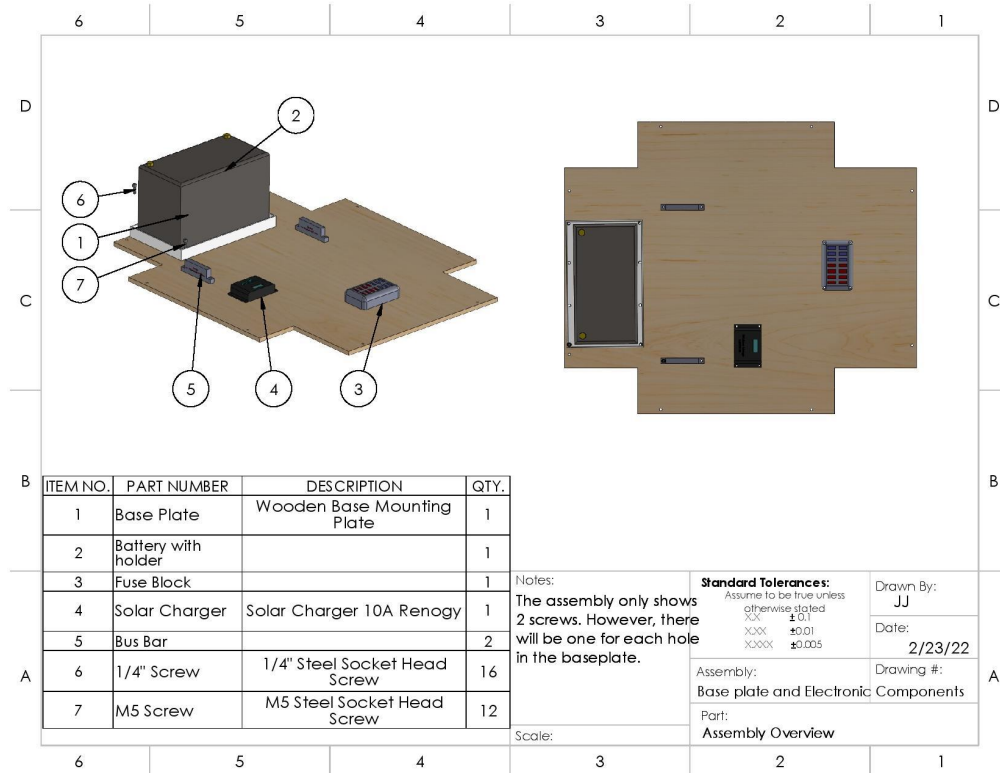 6 5 4 3 2 1
D D
2
6
1
7
C C
5 4 3
B B
ITEM NO. PART NUMBER DESCRIPTION QTY.
1 Base Plate Wooden Base Mounting
Plate 1
2 Battery with
holder 1
3 Fuse Block 1
4 Solar Charger Solar Charger 10A Renogy 1
5 Bus Bar 2
6 1/4" Screw 1/4" Steel Socket Head
Screw 16
7 M5 Screw M5 Steel Socket Head
Screw 12
A A
Notes:
The assembly only shows
2 screws. However, there
will be one for each hole
in the baseplate.
Scale:
Standard Tolerances:
Assume to be true unless
otherwise stated
X.X ± 0.1
X.XX ±0.01
X.XXX ±0.005
Drawn By:
JJ
Date:
2/23/22
Assembly:
Base plate and Electronic Components
Drawing #:
Part:
Assembly Overview
6 5 4 3 2 1